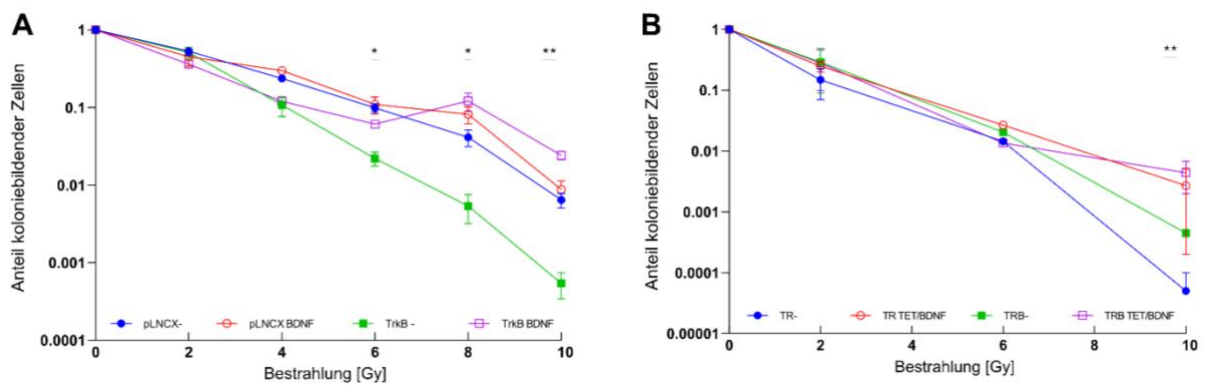 A
Anteil koloniebildender Zellen
1
0.1
0.01
0.001
0.0001
* * **
pLNCX- pLNCX BDNF TrkB - TrkB BDNF
0 2 4 6 8 10
Bestrahlung [Gy]
B
Anteil koloniebildender Zellen
1
0.1
0.01
0.001
0.0001
0.00001
**
TR- TR TET/BDNF TRB- TRB TET/BDNF
0 2 4 6 8 10
Bestrahlung [Gy]